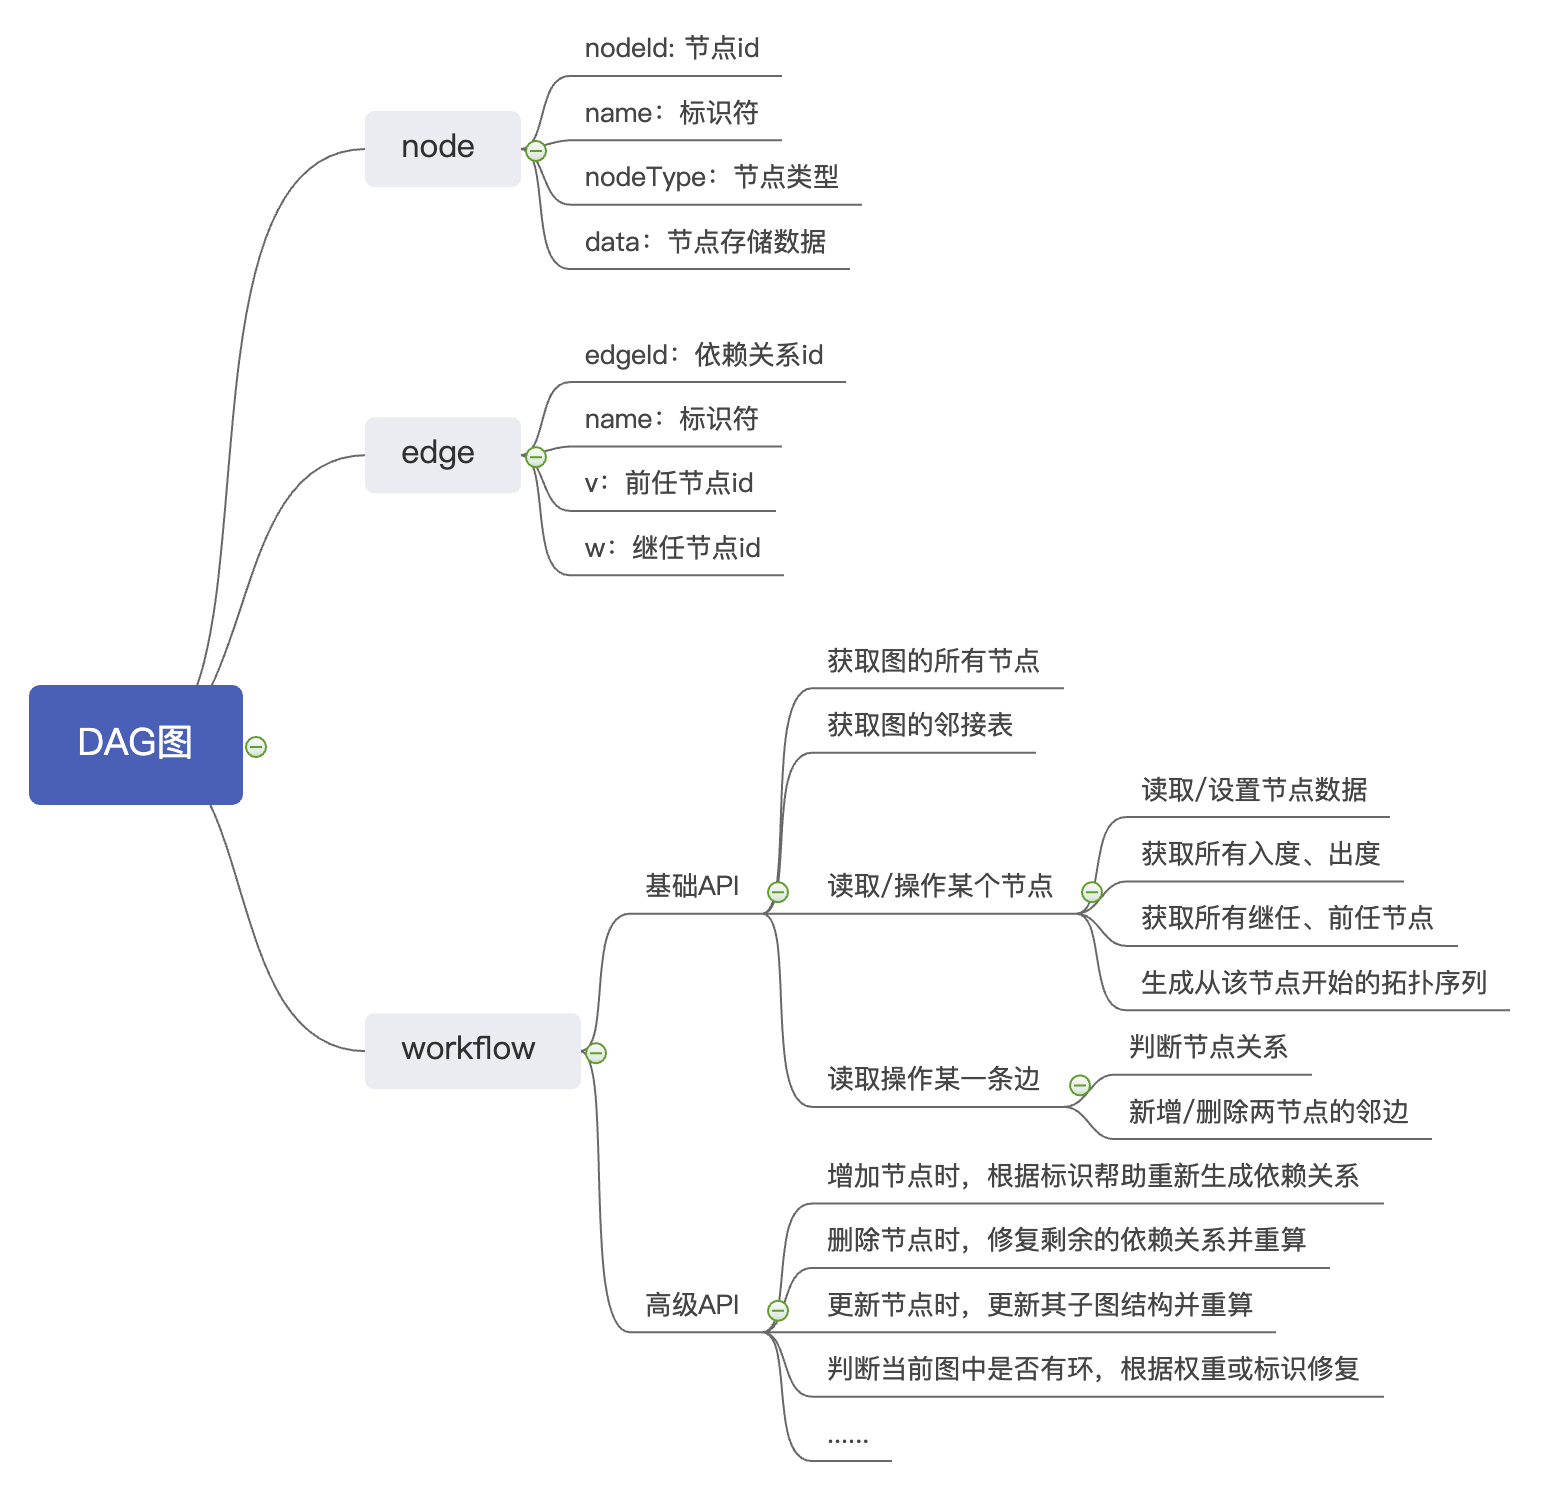 nodeId: 节点id
name：标识符
node
nodeType：节点类型
data：节点存储数据
edgeId：依赖关系id
name：标识符
edge
v：前任节点id
w：继任节点id
DAG图
获取图的所有节点
获取图的邻接表
读取/设置节点数据
获取所有入度、出度
基础API
读取/操作某个节点
获取所有继任、前任节点
生成从该节点开始的拓扑序列
workflow
判断节点关系
读取操作某一条边
新增/删除两节点的邻边
增加节点时，根据标识帮助重新生成依赖关系
删除节点时，修复剩余的依赖关系并重算
高级API
更新节点时，更新其子图结构并重算
判断当前图中是否有环，根据权重或标识修复
......